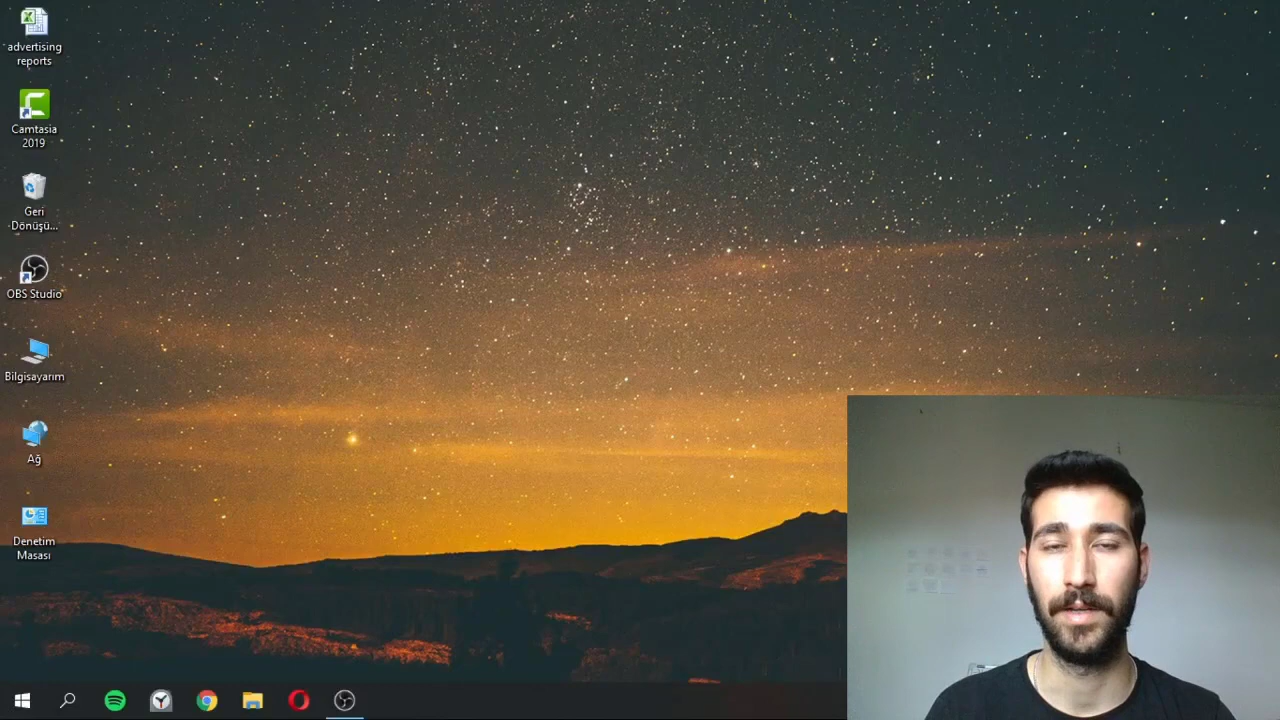 advertising
reports
Camtasia
2019
Geri
Dönüşü...
OBS Studio
Bilgisayarım
Ağ
Denetim
Masası